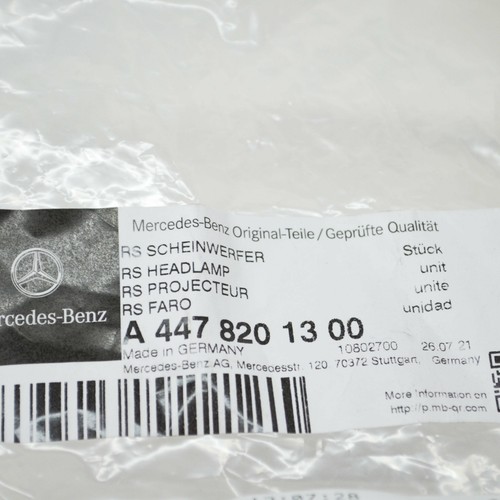 Mercedes-Benz Original-Teile/Geprüfte Qualität
RS SCHEINWERFER Stück
RS HEADLAMP unit
RS PROJECTEUR unite
RS FARO unidad
rcedes-Benz
A 447 820 13 00
Made in GERMANY 10802700 26.07.21
Mercedes-Benz AG, Mercedesstr. 120, 70372 Stuttgart, Germany
More Information on
http://p.mb-qr.com